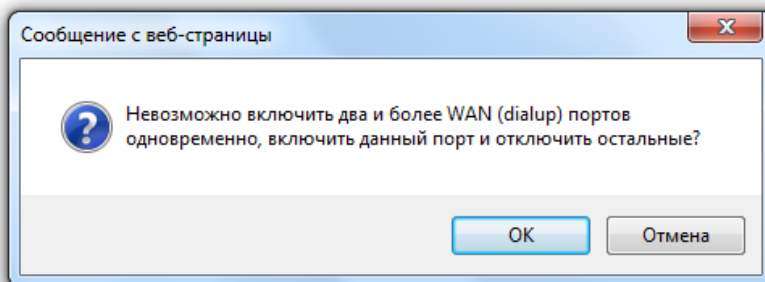 Сообщение с веб-страницы
Невозможно включить два и более WAN (dialup) портов
одновременно, включить данный порт и отключить остальные?
OK
Отмена